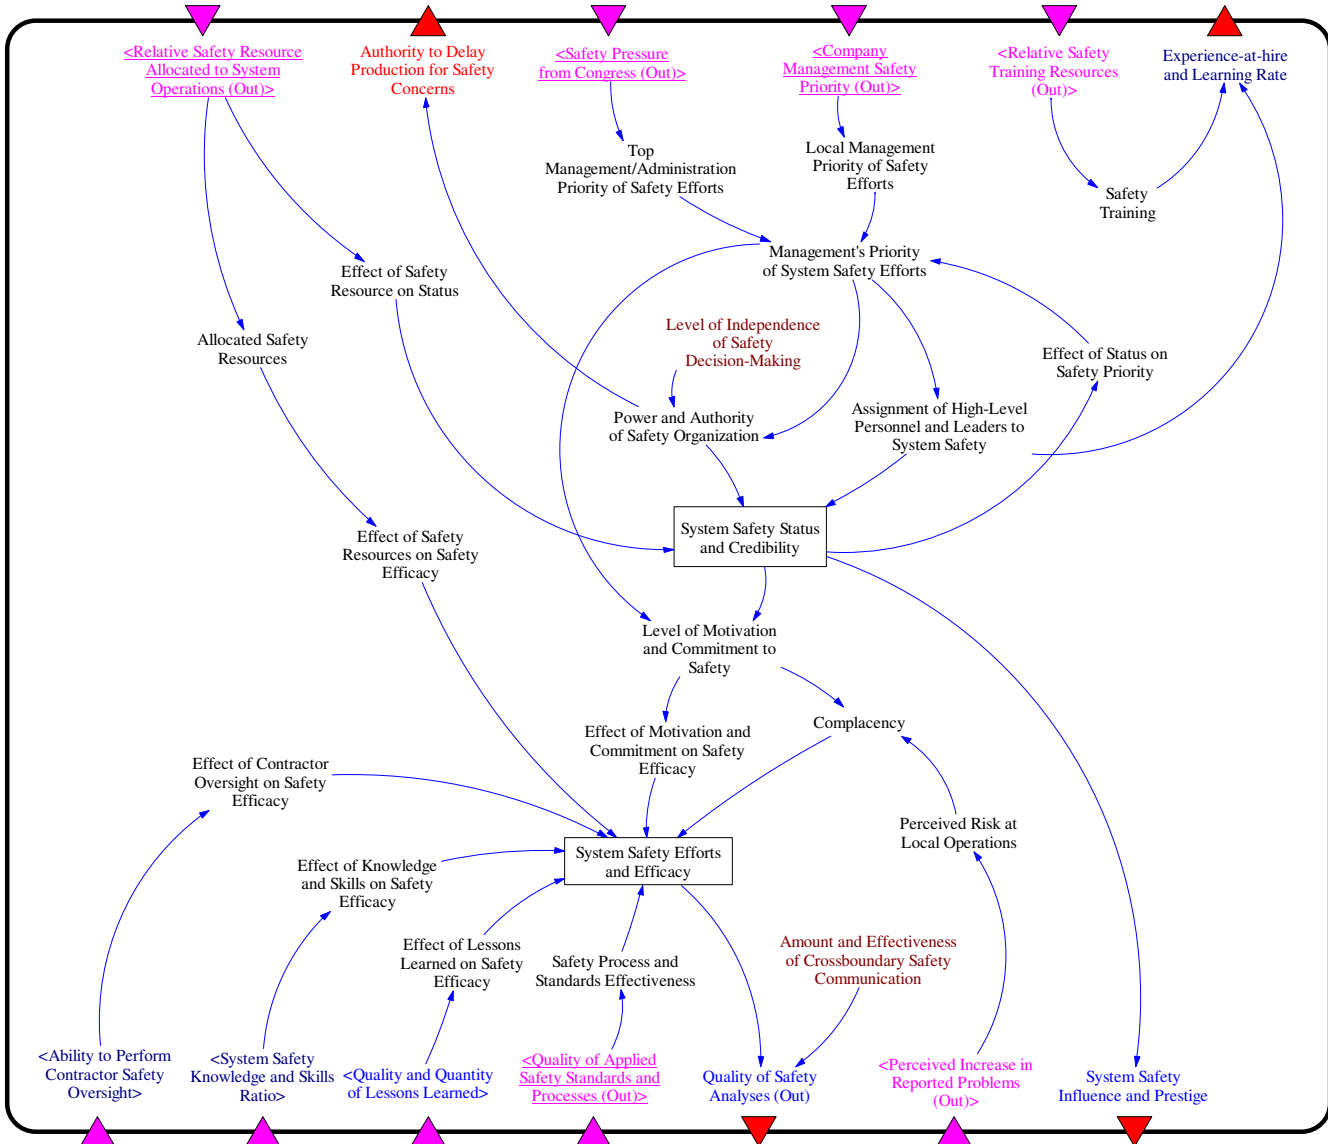 <Relative Safety Resource
Allocated to System
Operations (Out)>
Authority to Delay
Production for Safety
Concerns
<Safety Pressure
from Congress (Out)>
<Company
Management Safety
Priority (Out)>
<Relative Safety
Training Resources
(Out)>
Experience-at-hire
and Learning Rate
Top
Management/Administration
Priority of Safety Efforts
Local Management
Priority of Safety
Efforts
Safety
Training
Effect of Safety
Resource on Status
Management's Priority
of System Safety Efforts
Allocated Safety
Resources
Level of Independence
of Safety
Decision-Making
Effect of Status on
Safety Priority
Power and Authority
of Safety Organization
Assignment of High-Level
Personnel and Leaders to
System Safety
Effect of Safety
Resources on Safety
Efficacy
System Safety Status
and Credibility
Level of Motivation
and Commitment to
Safety
Effect of Motivation and
Commitment on Safety
Efficacy
Complacency
Effect of Contractor
Oversight on Safety
Efficacy
Perceived Risk at
Local Operations
System Safety Efforts
and Efficacy
Effect of Knowledge
and Skills on Safety
Efficacy
Effect of Lessons
Learned on Safety
Efficacy
Safety Process and
Standards Effectiveness
Amount and Effectiveness
of Crossboundary Safety
Communication
<Ability to Perform
Contractor Safety
Oversight>
<System Safety
Knowledge and Skills
Ratio>
<Quality and Quantity
of Lessons Learned>
<Quality of Applied
Safety Standards and
Processes (Out)>
Quality of Safety
Analyses (Out)
<Perceived Increase in
Reported Problems
(Out)>
System Safety
Influence and Prestige